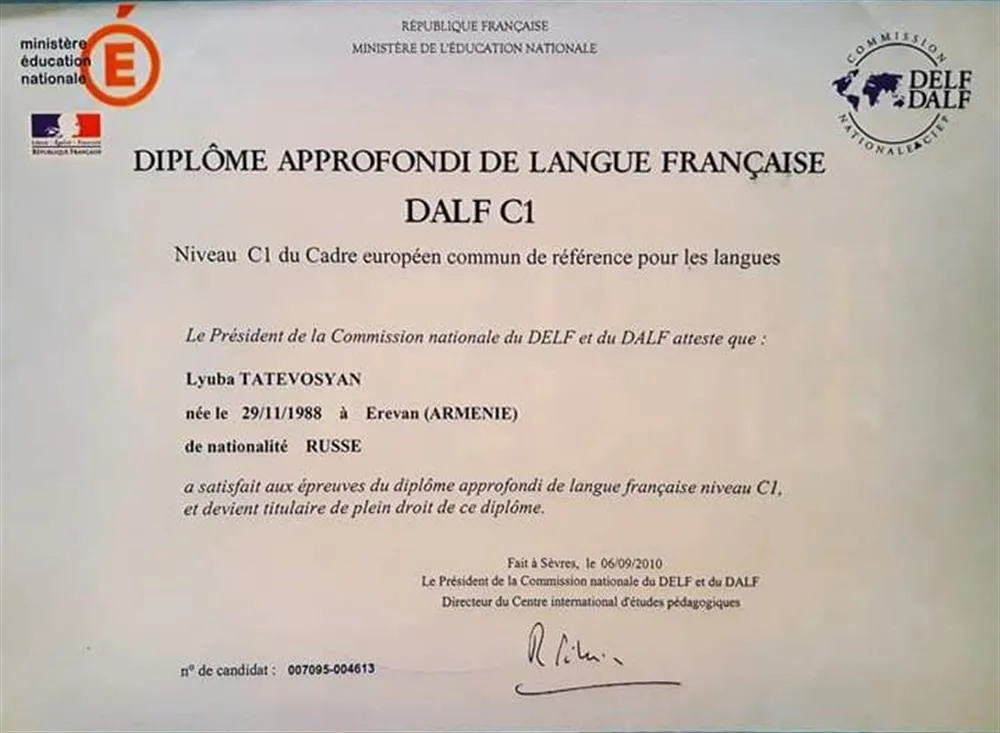 ministère
éducation
nationale
É
RÉPUBLIQUE FRANÇAISE
RÉPUBLIQUE FRANÇAISE
MINISTÈRE DE L'ÉDUCATION NATIONALE
COMMISSION
DELF
DALF
NATIONALE CIEP
DIPLÔME APPROFONDI DE LANGUE FRANÇAISE
DALF C1
Niveau C1 du Cadre européen commun de référence pour les langues
Le Président de la Commission nationale du DELF et du DALF atteste que :
Lyuba TATEVOSYAN
née le 29/11/1988 à Erevan (ARMENIE)
de nationalité RUSSE
a satisfait aux épreuves du diplôme approfondi de langue française niveau C1,
et devient titulaire de plein droit de ce diplôme.
Fait à Sèvres, le 06/09/2010
Le Président de la Commission nationale du DELF et du DALF
Directeur du Centre international d'études pédagogiques
n° de candidat : 007095-004613